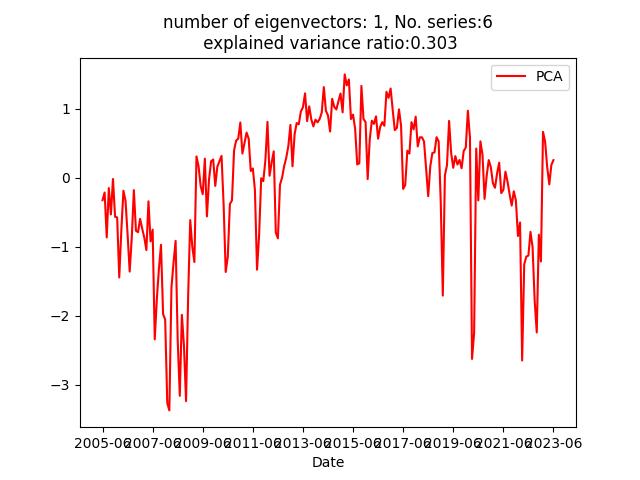 number of eigenvectors: 1, No. series:6
explained variance ratio:0.303
PCA
1
0
−1
−2
−3
2005-06 2007-06 2009-06 2011-06 2013-06 2015-06 2017-06 2019-06 2021-06 2023-06
Date